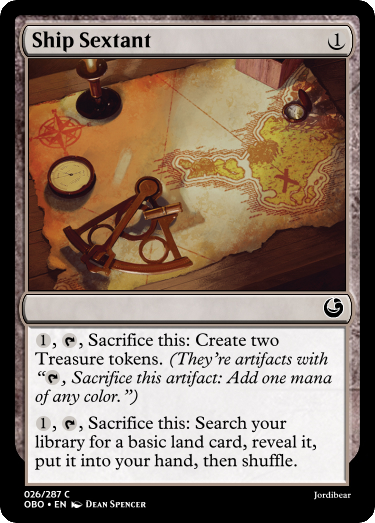 Ship Sextant 1
1, , Sacrifice this: Create two
Treasure tokens. (They’re artifacts with
“, Sacrifice this artifact: Add one mana
of any color.”)
1, , Sacrifice this: Search your
library for a basic land card, reveal it,
put it into your hand, then shuffle.
026/287 C
OBO • EN Dean Spencer
Jordibear